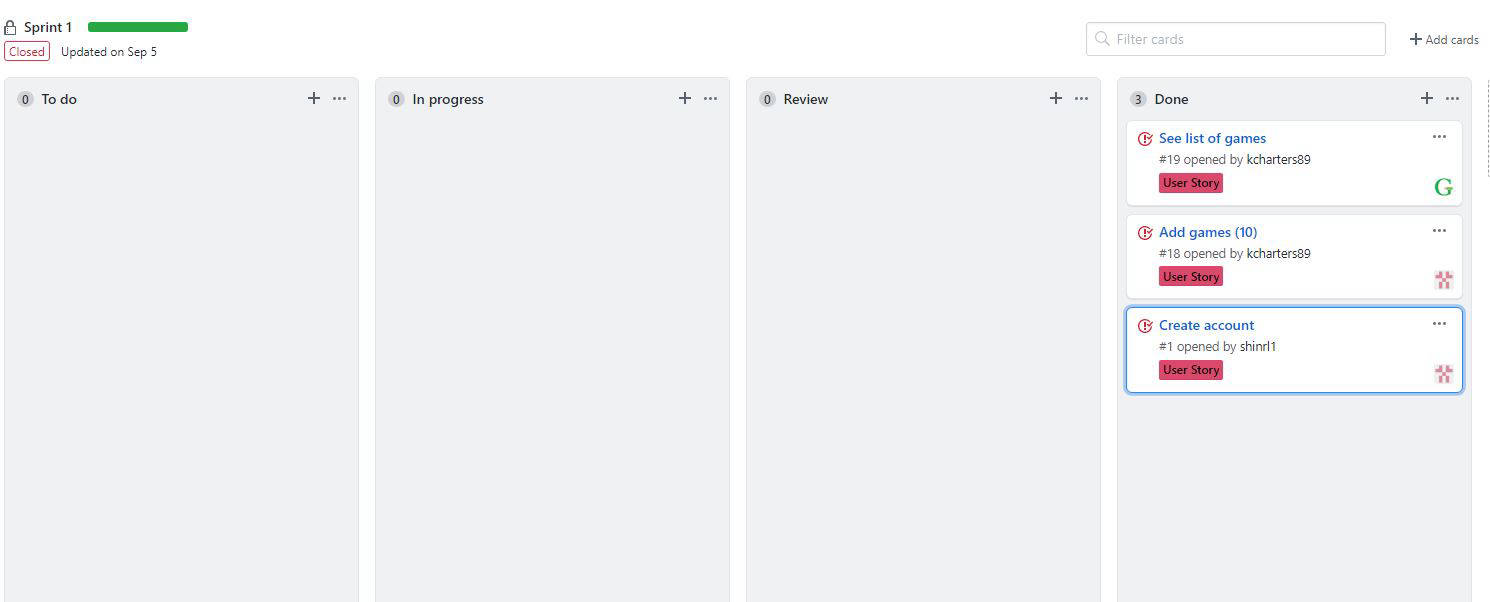 Sprint 1
Closed Updated on Sep 5
Filter cards
Add cards
0 To do
0 In progress
0 Review
3 Done
See list of games
#19 opened by kcharters89
User Story
G
Add games (10)
#18 opened by kcharters89
User Story
Create account
#1 opened by shinrl1
User Story